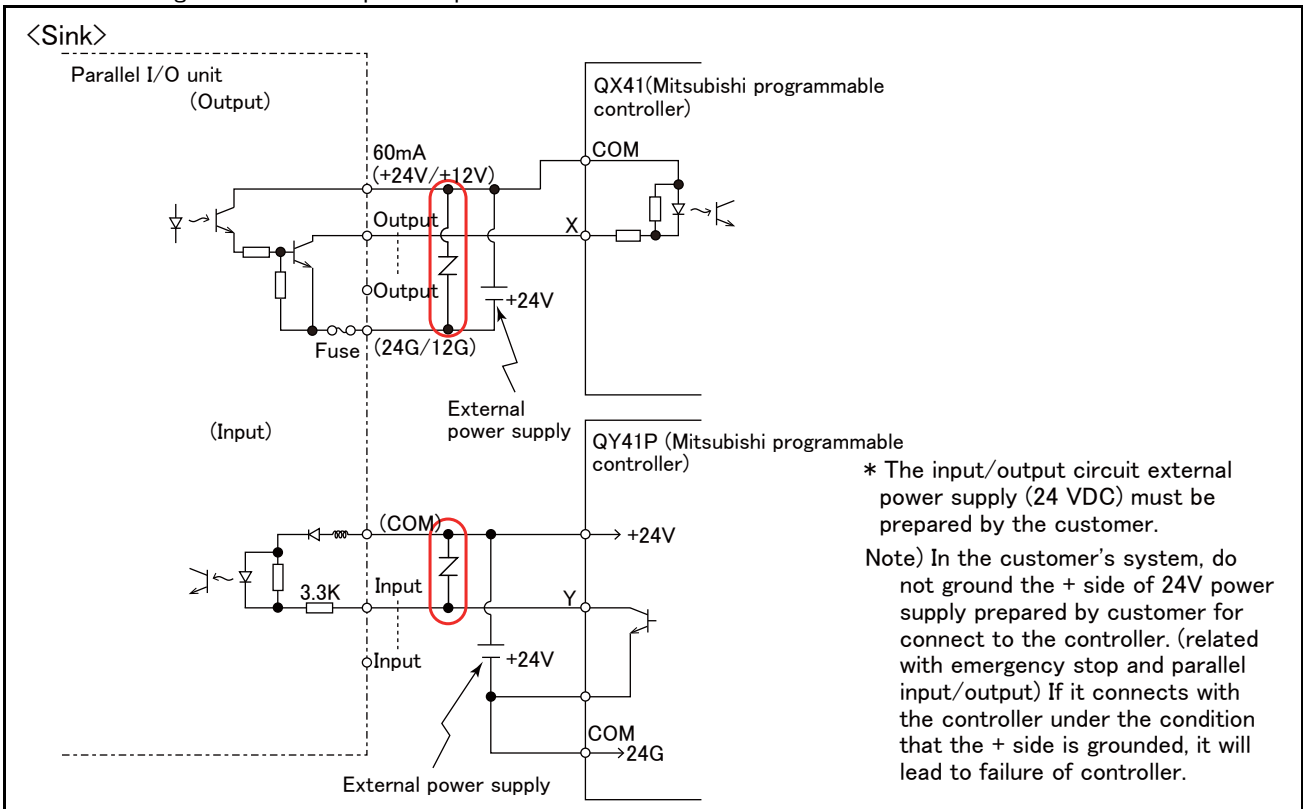 <Sink>
Parallel I/O unit
(Output)
QX41(Mitsubishi programmable
controller)
60mA
(+24V/+12V)
COM
Output
X
Output
+24V
Fuse
(24G/12G)
External
power supply
(Input)
QY41P (Mitsubishi programmable
controller)
(COM)
+24V
3.3K
Input
Y
Input
+24V
COM
24G
External power supply
* The input/output circuit external
power supply (24 VDC) must be
prepared by the customer.
Note) In the customer's system, do
not ground the + side of 24V power
supply prepared by customer for
connect to the controller. (related
with emergency stop and parallel
input/output) If it connects with
the controller under the condition
that the + side is grounded, it will
lead to failure of controller.